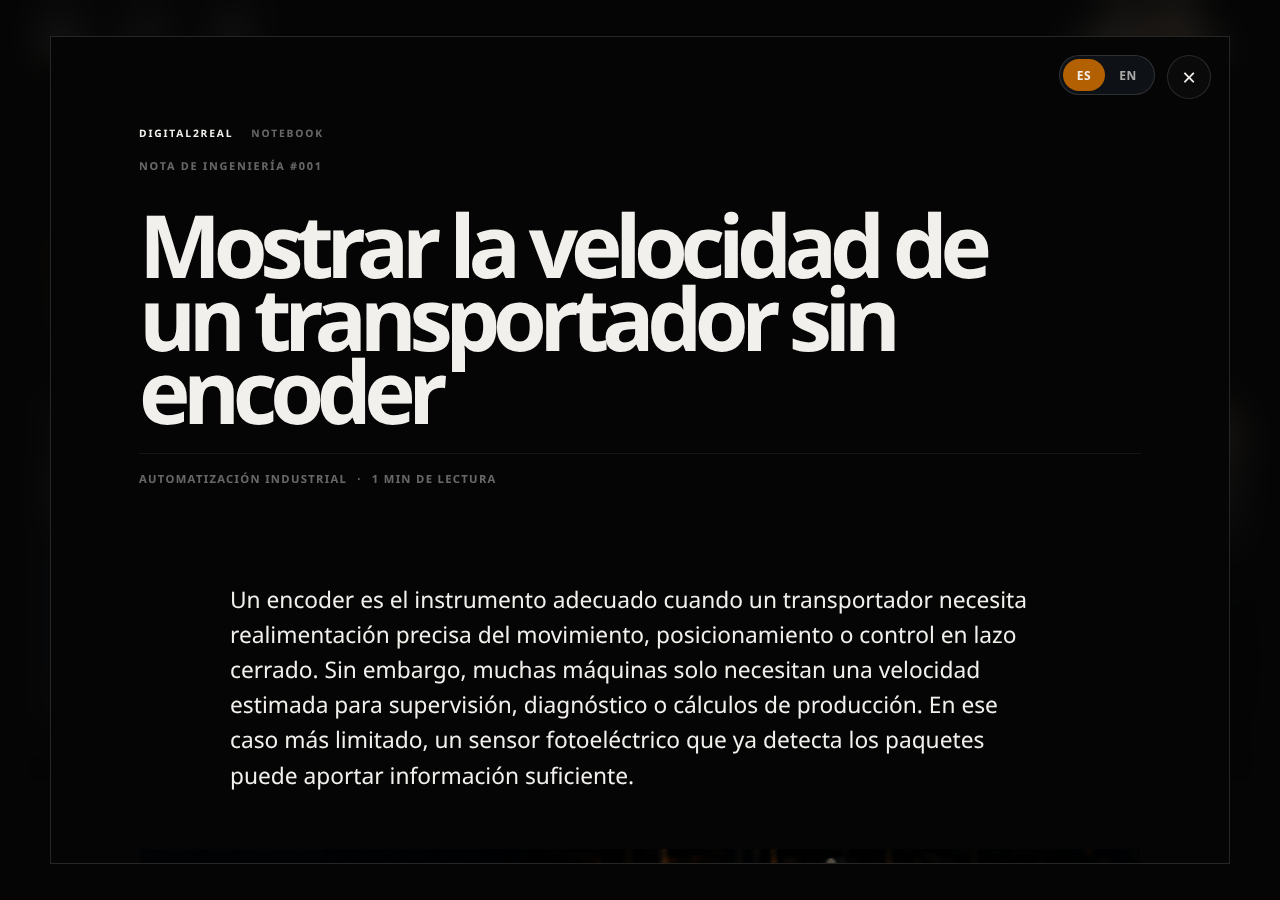 ES EN ×
DIGITAL2REAL NOTEBOOK
NOTA DE INGENIERÍA #001
Mostrar la velocidad de
un transportador sin
encoder
AUTOMATIZACIÓN INDUSTRIAL · 1 MIN DE LECTURA
Un encoder es el instrumento adecuado cuando un transportador necesita
realimentación precisa del movimiento, posicionamiento o control en lazo
cerrado. Sin embargo, muchas máquinas solo necesitan una velocidad
estimada para supervisión, diagnóstico o cálculos de producción. En ese
caso más limitado, un sensor fotoeléctrico que ya detecta los paquetes
puede aportar información suficiente.